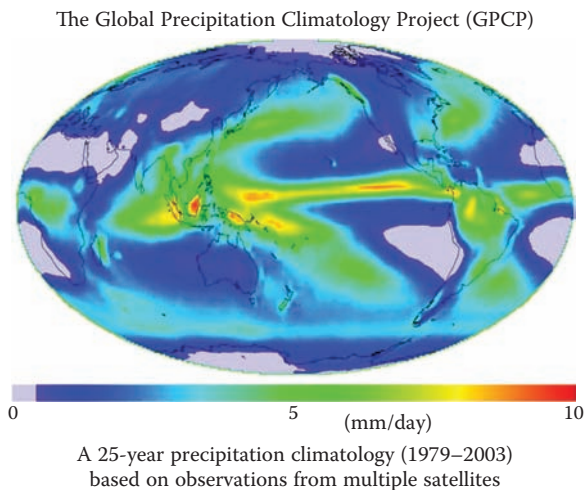 The Global Precipitation Climatology Project (GPCP)
0 5 10
(mm/day)
A 25-year precipitation climatology (1979–2003)
based on observations from multiple satellites